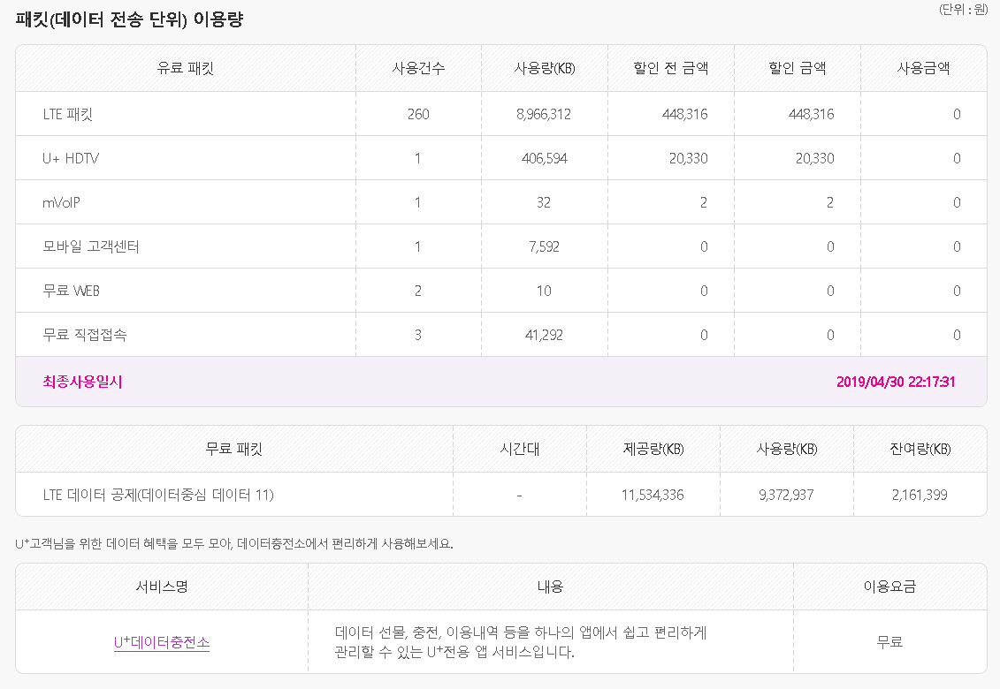 패킷(데이터 전송 단위) 이용량
(단위 : 원)
유료 패킷 사용건수 사용량(KB) 할인 전 금액 할인 금액 사용금액
LTE 패킷 260 8,966,312 448,316 448,316 0
U+ HDTV 1 406,594 20,330 20,330 0
mVoIP 1 32 2 2 0
모바일 고객센터 1 7,592 0 0 0
무료 WEB 2 10 0 0 0
무료 직접접속 3 41,292 0 0 0
최종사용일시 2019/04/30 22:17:31
무료 패킷 시간대 제공량(KB) 사용량(KB) 잔여량(KB)
LTE 데이터 공제(데이터중심 데이터 11) - 11,534,336 9,372,937 2,161,399
U+고객님을 위한 데이터 혜택을 모두 모아, 데이터충전소에서 편리하게 사용해보세요.
서비스명 내용 이용요금
U+데이터충전소 데이터 선물, 충전, 이용내역 등을 하나의 앱에서 쉽고 편리하게 무료
관리할 수 있는 U+전용 앱 서비스입니다.